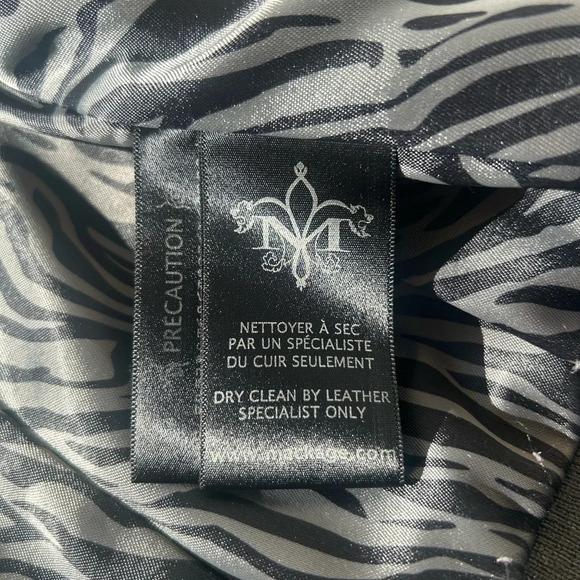 M
PRECAUTION
NETTOYER À SEC
PAR UN SPÉCIALISTE
DU CUIR SEULEMENT
DRY CLEAN BY LEATHER
SPECIALIST ONLY
www.mackage.com